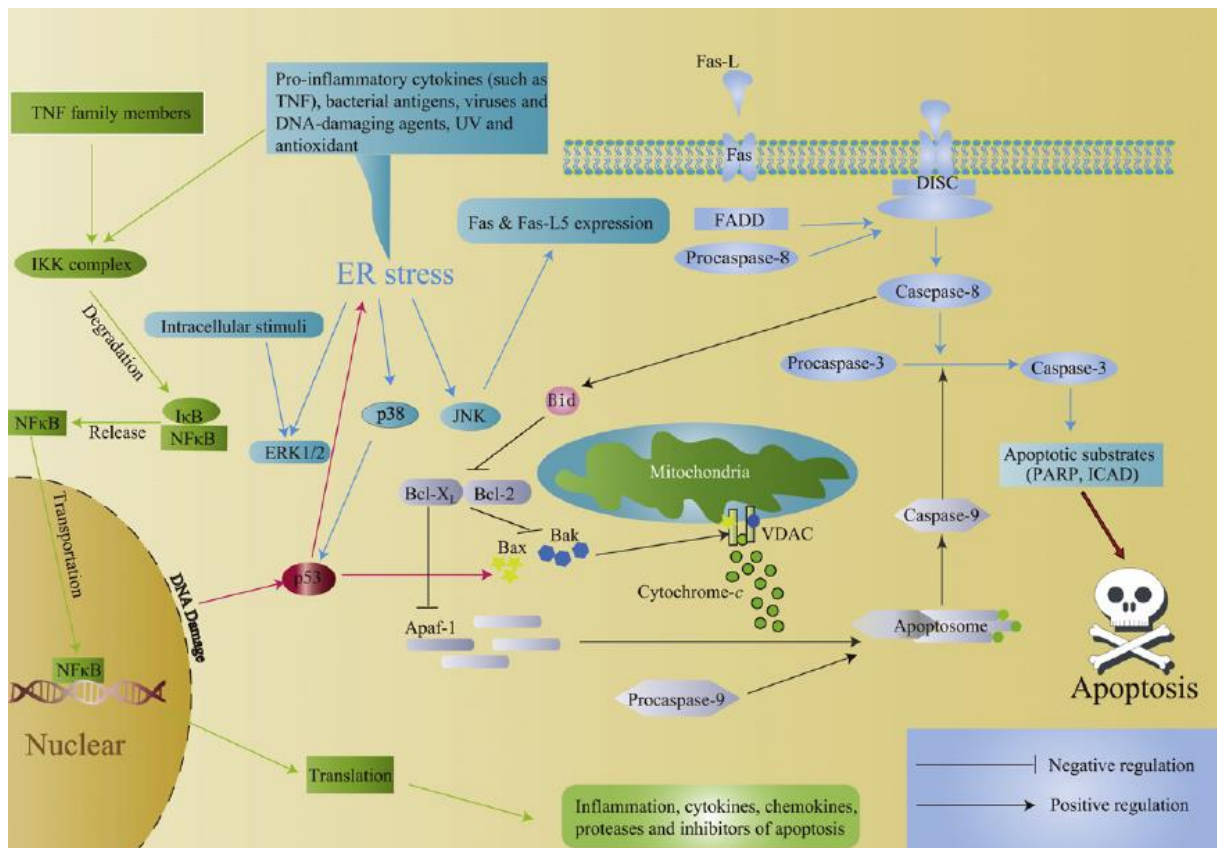 Fas-L
Pro-inflammatory cytokines (such as
TNF), bacterial antigens, viruses and
DNA-damaging agents, UV and
antioxidant
TNF family members
Fas
DISC
Fas & Fas-L5 expression
FADD
Procaspase-8
IKK complex
ER stress
Casepase-8
Intracellular stimuli
Degradation
Procaspase-3
Caspase-3
Bid
p38
JNK
IκB
NFκB
Release
NFκB
ERK1/2
Mitochondria
Apoptotic substrates
(PARP, ICAD)
Bcl-XL
Bcl-2
Transportation
Caspase-9
VDAC
Bak
Bax
p53
DNA Damage
Cytochrome-c
Apaf-1
Apoptosome
NFκB
Procaspase-9
Apoptosis
Nuclear
Translation
Negative regulation
Positive regulation
Inflammation, cytokines, chemokines,
proteases and inhibitors of apoptosis